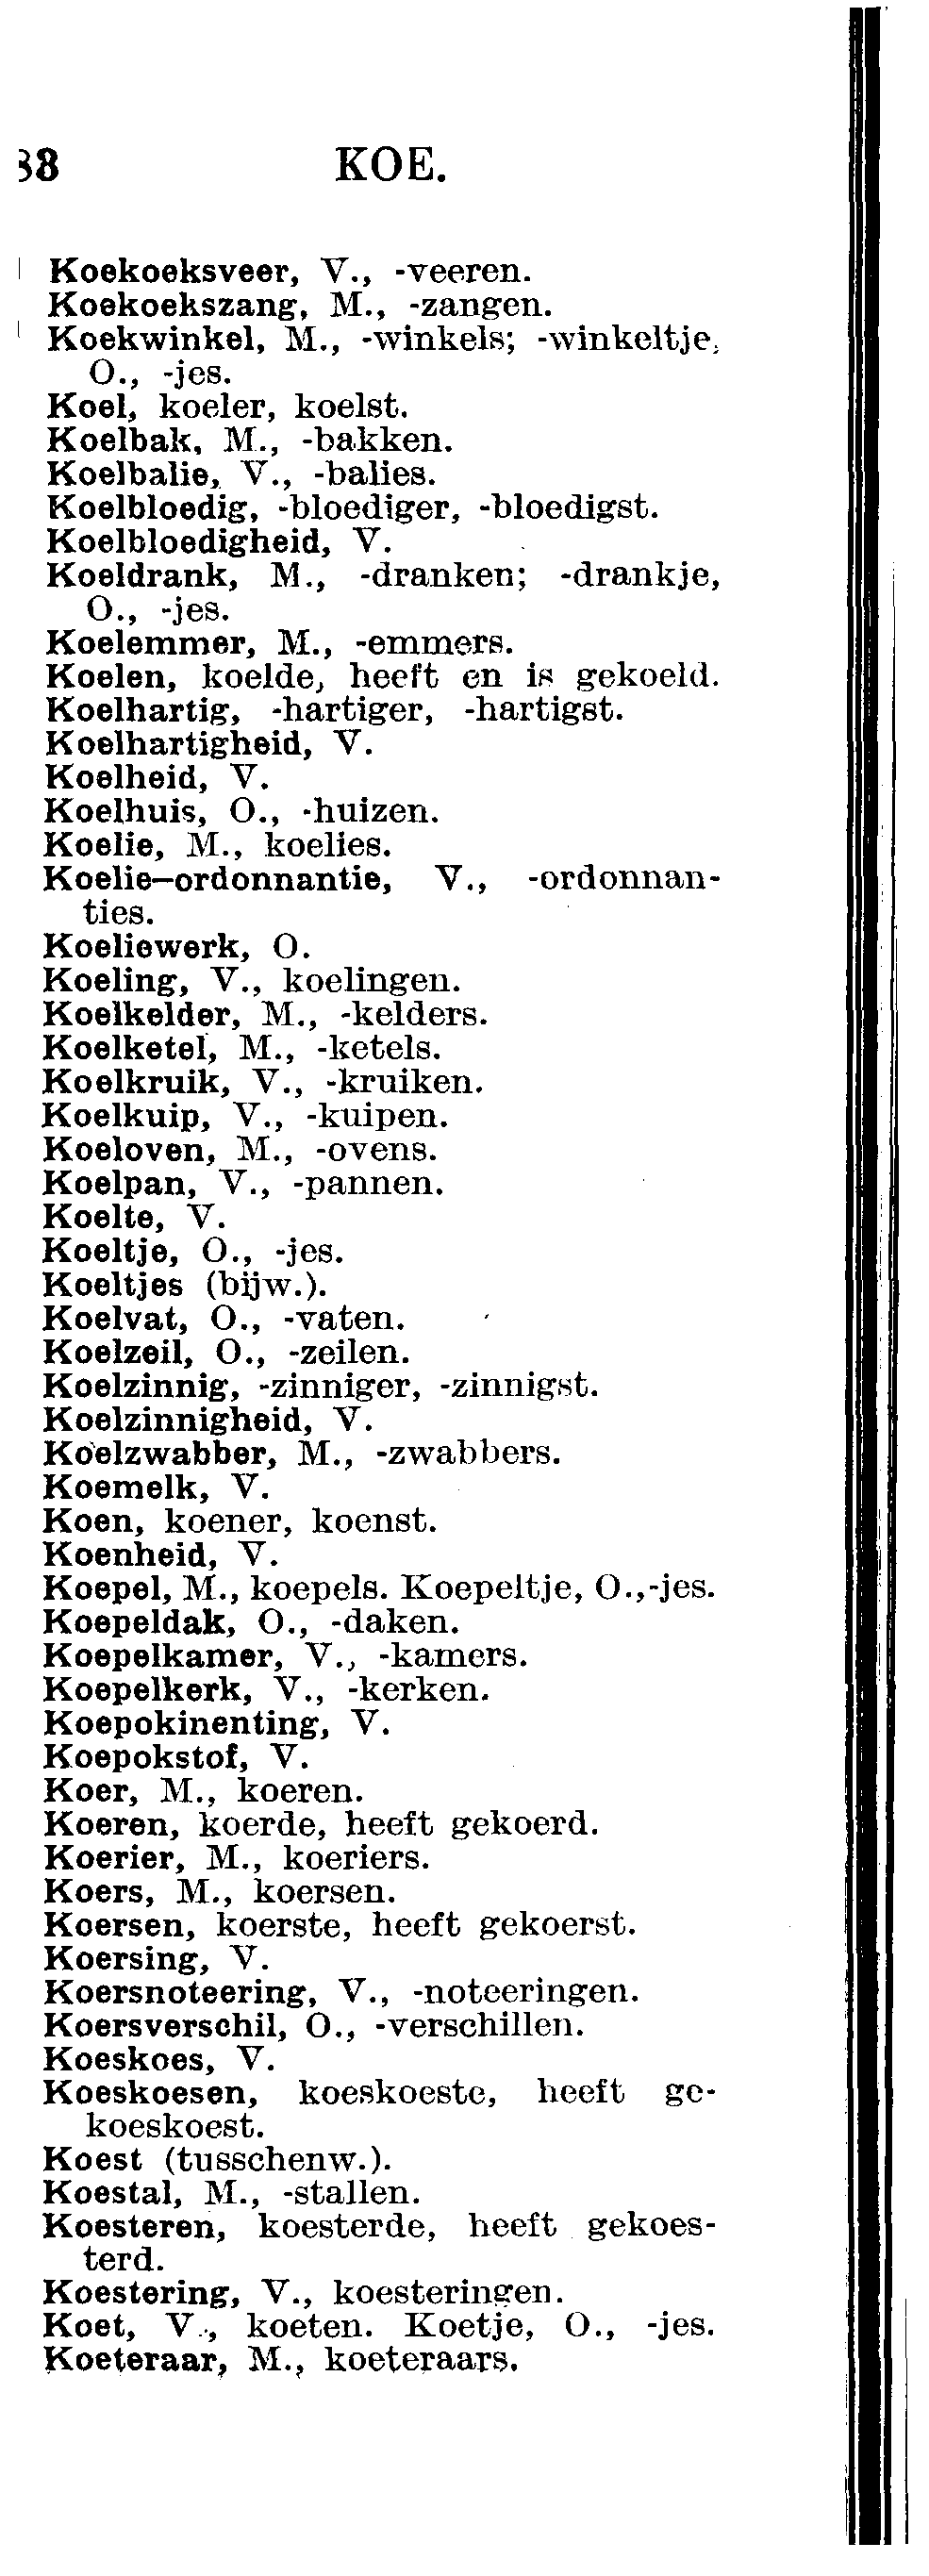 38 KOE.
Koekoeksveer, V., -veeren.
Koekoekszang, M., -zangen.
Koekwinkel, M., -winkels; -winkeltje,
O., -jes.
Koel, koeler, koelst.
Koelbak, M., -bakken.
Koelbalie, V., -balies.
Koelbloedig, -bloediger, -bloedigst.
Koelbloedigheid, V.
Koeldrank, M., -dranken; -drankje,
O., -jes.
Koelemmer, M., -emmers.
Koelen, koelde, heeft en is gekoeld.
Koelhartig, -hartiger, -hartigst.
Koelhartigheid, V.
Koelheid, V.
Koelhuis, O., -huizen.
Koelie, M., koelies.
Koelie-ordonnantie, V., -ordonnan-
ties.
Koeliewerk, O.
Koeling, V., koelingen.
Koelkelder, M., -kelders.
Koelketel, M., -ketels.
Koelkruik, V., -kruiken.
Koelkuip, V., -kuipen.
Koeloven, M., -ovens.
Koelpan, V., -pannen.
Koelte, V.
Koeltje, O., -jes.
Koeltjes (bijw.).
Koelvat, O., -vaten.
Koelzeil, O., -zeilen.
Koelzinnig, -zinniger, -zinnigst.
Koelzinnigheid, V.
Koelzwabber, M., -zwabbers.
Koemelk, V.
Koen, koener, koenst.
Koenheid, V.
Koepel, M., koepels. Koepeltje, O.,-jes.
Koepeldak, O., -daken.
Koepelkamer, V., -kamers.
Koepelkerk, V., -kerken.
Koepokinenting, V.
Koepokstof, V.
Koer, M., koeren.
Koeren, koerde, heeft gekoerd.
Koerier, M., koeriers.
Koers, M., koersen.
Koersen, koerste, heeft gekoerst.
Koersing, V.
Koersnoteering, V., -noteeringen.
Koersverschil, O., -verschillen.
Koeskoes, V.
Koeskoesen, koeskoeste, heeft ge-
koeskoest.
Koest (tusschenw.).
Koestal, M., -stallen.
Koesteren, koesterde, heeft gekoes-
terd.
Koestering, V., koesteringen.
Koet, V., koeten. Koetje, O., -jes.
Koeteraar, M., koeteraars.